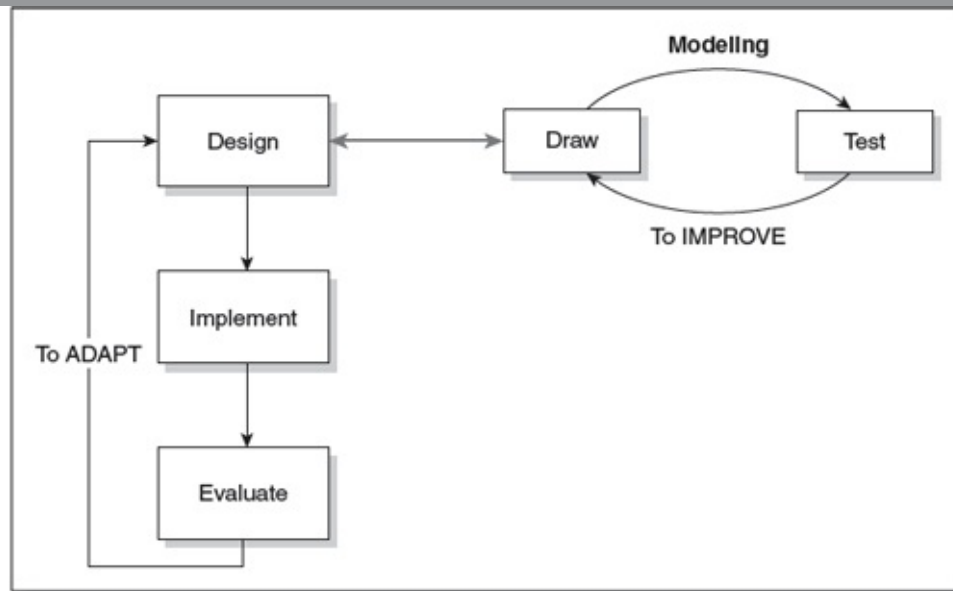 Modeling
Design
Draw
Test
To IMPROVE
Implement
To ADAPT
Evaluate